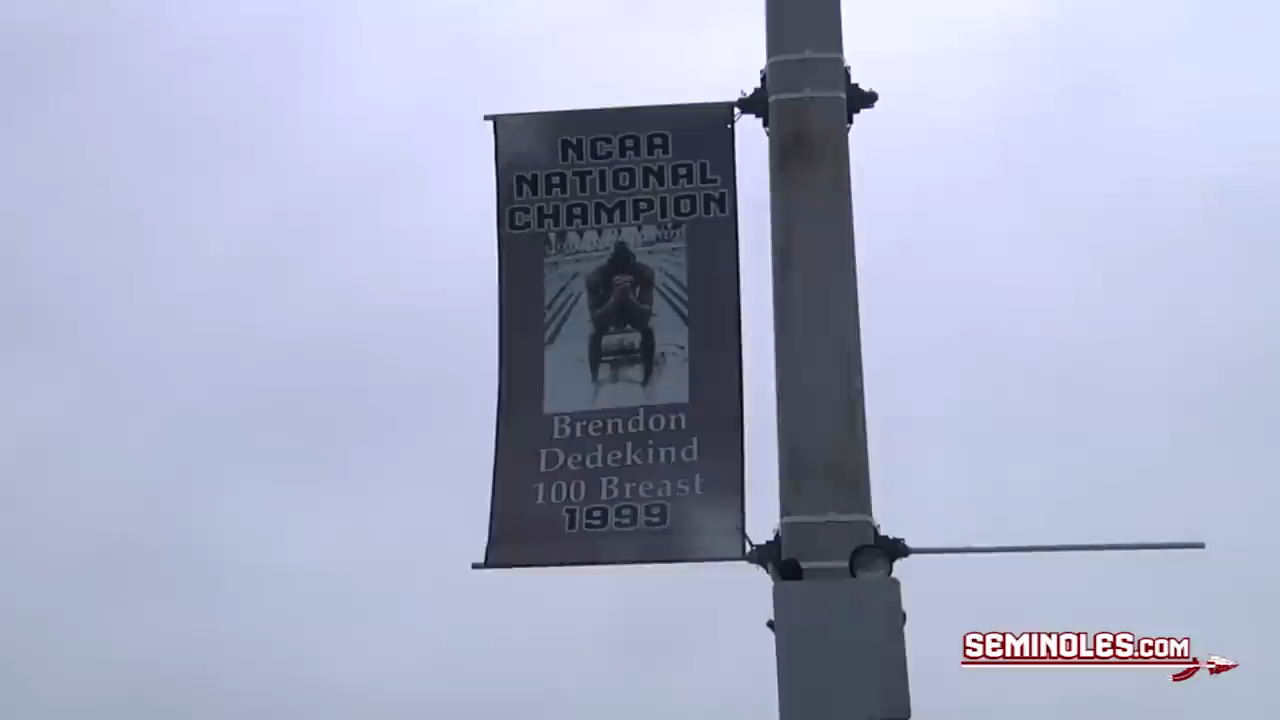 NCAA
NATIONAL
CHAMPION
Brendon
Dedekind
100 Breast
1999
SEMINOLES.COM